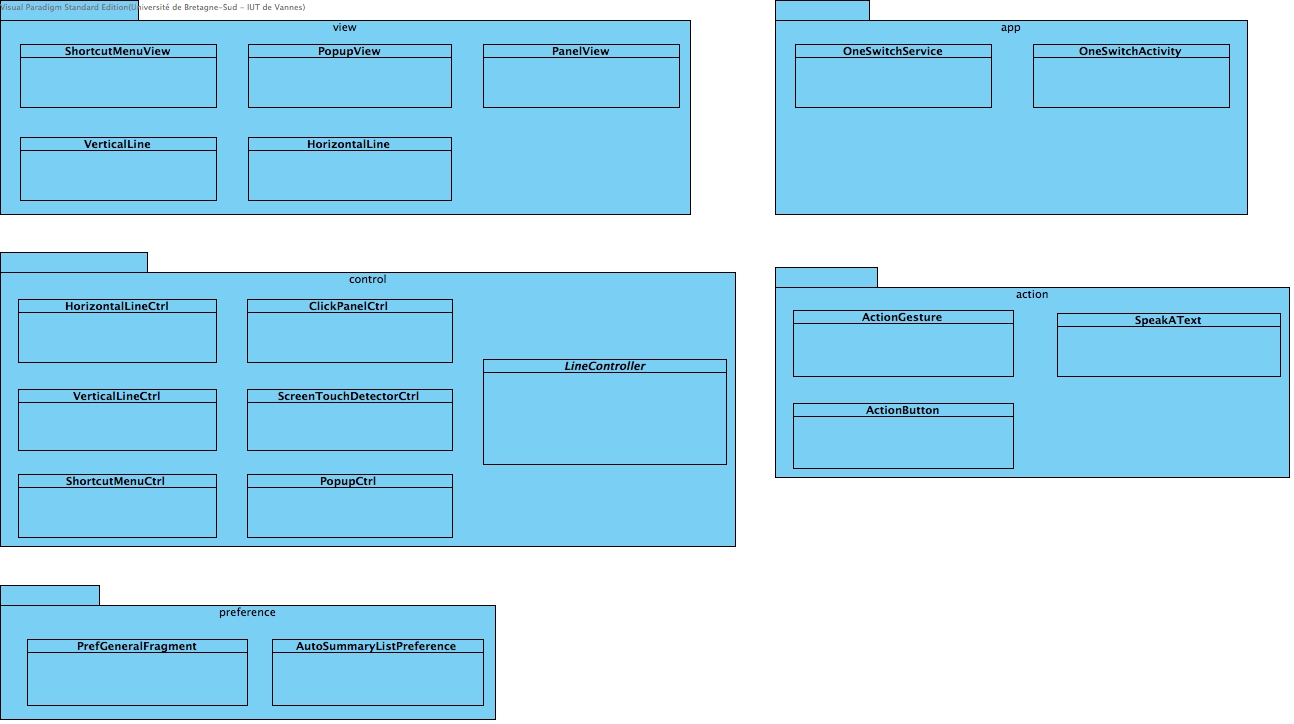 Visual Paradigm Standard Edition(Université de Bretagne-Sud - IUT de Vannes)
view
ShortcutMenuView
PopupView
PanelView
VerticalLine
HorizontalLine
app
OneSwitchService
OneSwitchActivity
control
HorizontalLineCtrl
ClickPanelCtrl
LineController
VerticalLineCtrl
ScreenTouchDetectorCtrl
ShortcutMenuCtrl
PopupCtrl
action
ActionGesture
SpeakAText
ActionButton
preference
PrefGeneralFragment
AutoSummaryListPreference